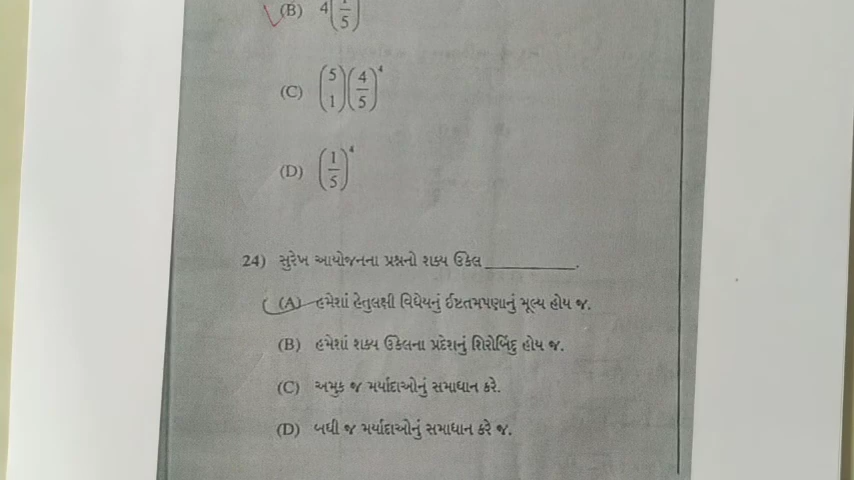 (B) 4(1/5)
(C) (5 1)(4/5)^4
(D) (1/5)^4
24) સુરેખ આયોજનના પ્રશ્નનો શક્ય ઉકેલ ________.
(A) હમેશાં હેતુલક્ષી વિધેયનું ઈષ્ટતમપણાનું મૂલ્ય હોય જ.
(B) હમેશાં શક્ય ઉકેલના પ્રદેશનું શિરોબિંદુ હોય જ.
(C) અમુક જ મર્યાદાઓનું સમાધાન કરે.
(D) બધી જ મર્યાદાઓનું સમાધાન કરે જ.